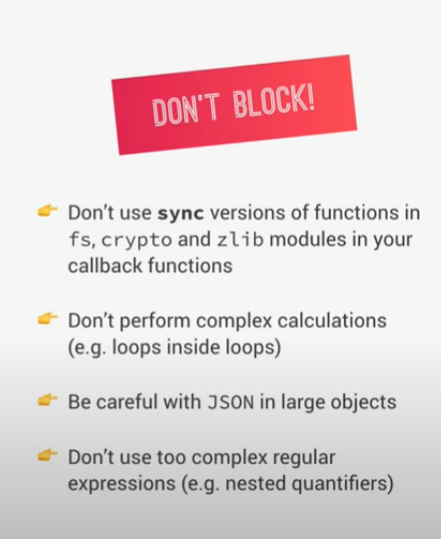 DON'T BLOCK!
Don't use sync versions of functions in
fs, crypto and zlib modules in your
callback functions
Don't perform complex calculations
(e.g. loops inside loops)
Be careful with JSON in large objects
Don't use too complex regular
expressions (e.g. nested quantifiers)